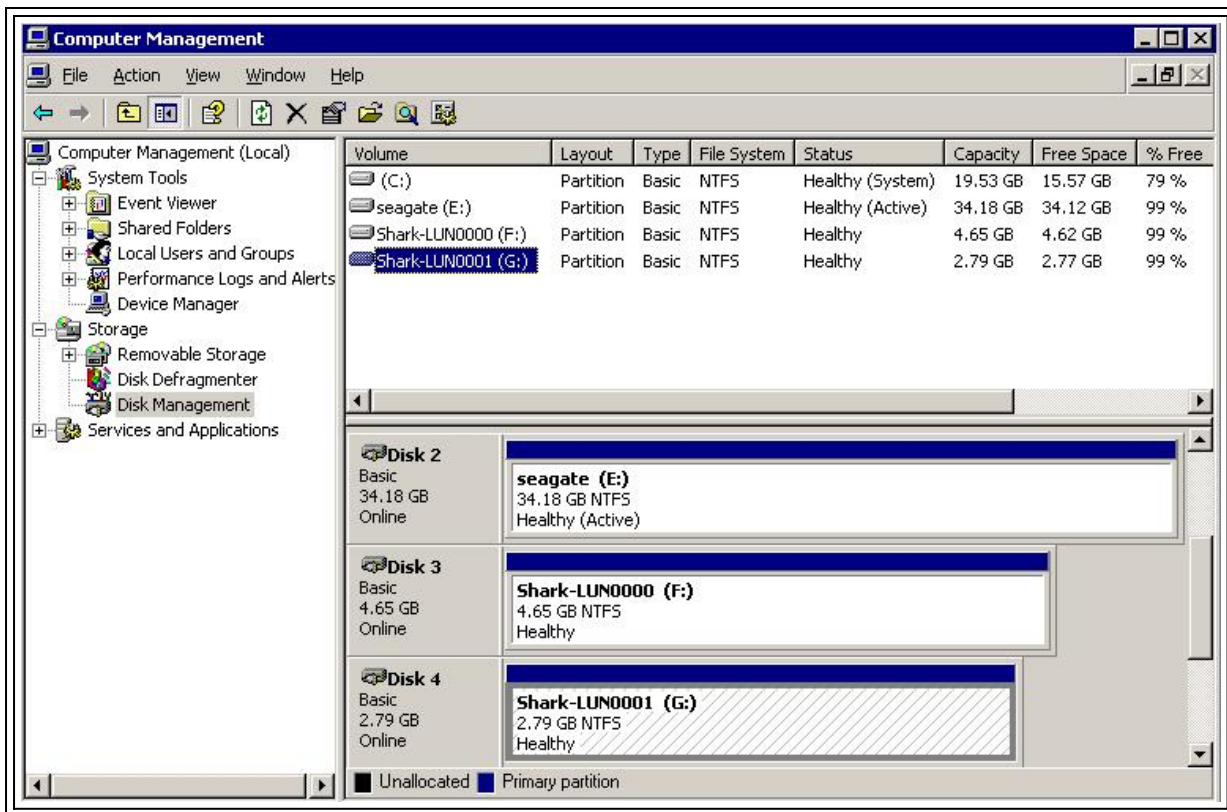 Computer Management
File Action View Window Help
Computer Management (Local)
System Tools
Event Viewer
Shared Folders
Local Users and Groups
Performance Logs and Alerts
Device Manager
Storage
Removable Storage
Disk Defragmenter
Disk Management
Services and Applications
Volume Layout Type File System Status Capacity Free Space % Free
(C:) Partition Basic NTFS Healthy (System) 19.53 GB 15.57 GB 79 %
seagate (E:) Partition Basic NTFS Healthy (Active) 34.18 GB 34.12 GB 99 %
Shark-LUN0000 (F:) Partition Basic NTFS Healthy 4.65 GB 4.62 GB 99 %
Shark-LUN0001 (G:) Partition Basic NTFS Healthy 2.79 GB 2.77 GB 99 %
Disk 2
Basic
34.18 GB
Online
seagate (E:)
34.18 GB NTFS
Healthy (Active)
Disk 3
Basic
4.65 GB
Online
Shark-LUN0000 (F:)
4.65 GB NTFS
Healthy
Disk 4
Basic
2.79 GB
Online
Shark-LUN0001 (G:)
2.79 GB NTFS
Healthy
Unallocated Primary partition